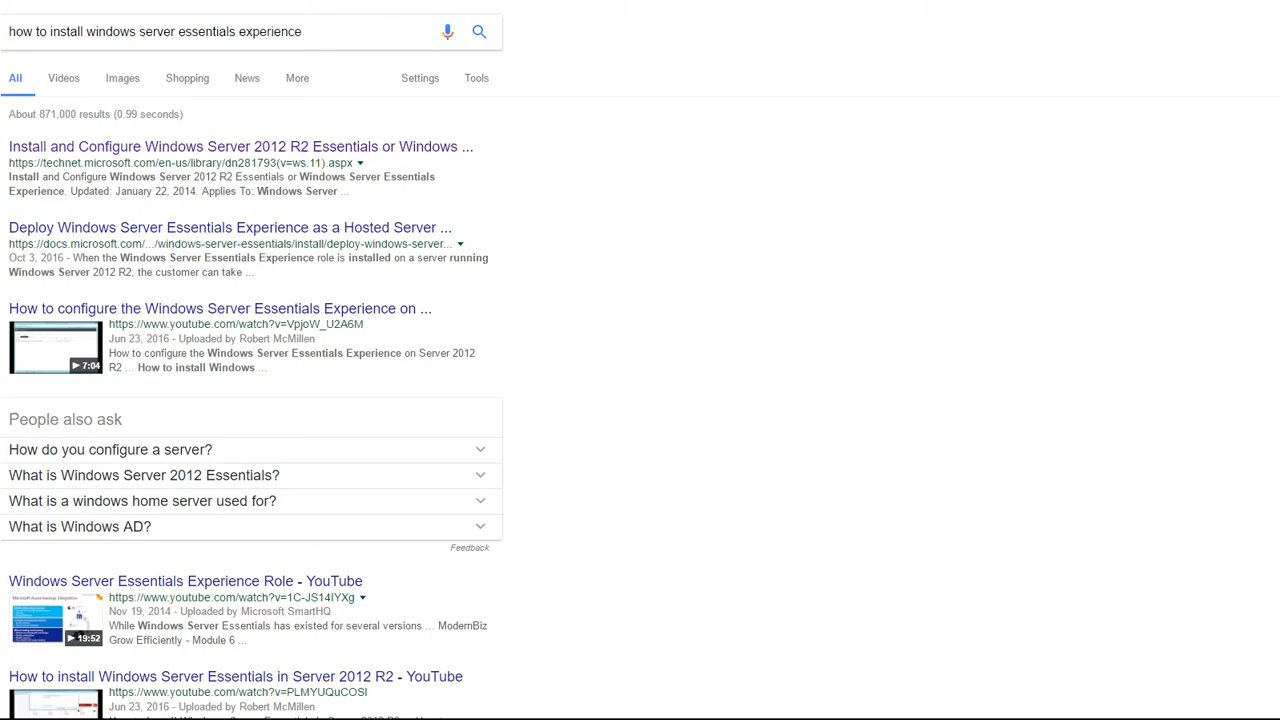 how to install windows server essentials experience
All Videos Images Shopping News More Settings Tools
About 871,000 results (0.99 seconds)
Install and Configure Windows Server 2012 R2 Essentials or Windows ...
https://technet.microsoft.com/en-us/library/dn281793(v=ws.11).aspx
Install and Configure Windows Server 2012 R2 Essentials or Windows Server Essentials
Experience. Updated: January 22, 2014. Applies To: Windows Server ...
Deploy Windows Server Essentials Experience as a Hosted Server ...
https://docs.microsoft.com/.../windows-server-essentials/install/deploy-windows-server...
Oct 3, 2016 - When the Windows Server Essentials Experience role is installed on a server running
Windows Server 2012 R2, the customer can take ...
How to configure the Windows Server Essentials Experience on ...
https://www.youtube.com/watch?v=VpjoW_U2A6M
Jun 23, 2016 - Uploaded by Robert McMillen
How to configure the Windows Server Essentials Experience on Server 2012
R2 ... How to install Windows ...
7:04
People also ask
How do you configure a server?
What is Windows Server 2012 Essentials?
What is a windows home server used for?
What is Windows AD?
Feedback
Windows Server Essentials Experience Role - YouTube
https://www.youtube.com/watch?v=1C-JS14IYXg
Nov 19, 2014 - Uploaded by Microsoft SmartHQ
While Windows Server Essentials has existed for several versions ... ModernBiz
Grow Efficiently - Module 6 ...
19:52
How to install Windows Server Essentials in Server 2012 R2 - YouTube
https://www.youtube.com/watch?v=PLMYUQuCOSI
Jun 23, 2016 - Uploaded by Robert McMillen